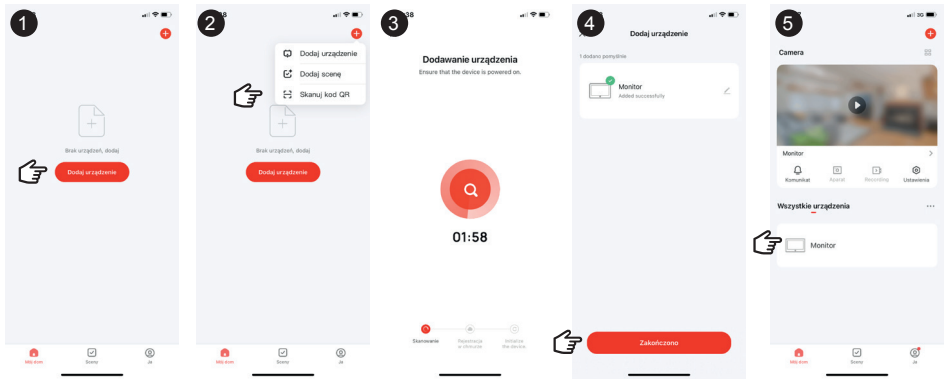 1
Brak urządzeń, dodaj
Dodaj urządzenie
Mój dom
Sceny
Ja
2
38
Dodaj urządzenie
Dodaj scenę
Skanuj kod QR
Brak urządzeń, dodaj
Dodaj urządzenie
Mój dom
Sceny
Ja
3
38
Dodawanie urządzenia
Ensure that the device is powered on.
01:58
Skanowanie
Rejestracja
w chmurze
Initialize
the device.
4
Dodaj urządzenie
1 dodano pomyślnie
Monitor
Added successfully
Zakończono
5
3G
Camera
Monitor
Komunikat
Aparat
Recording
Ustawienia
Wszystkie urządzenia
Monitor
Mój dom
Sceny
Ja